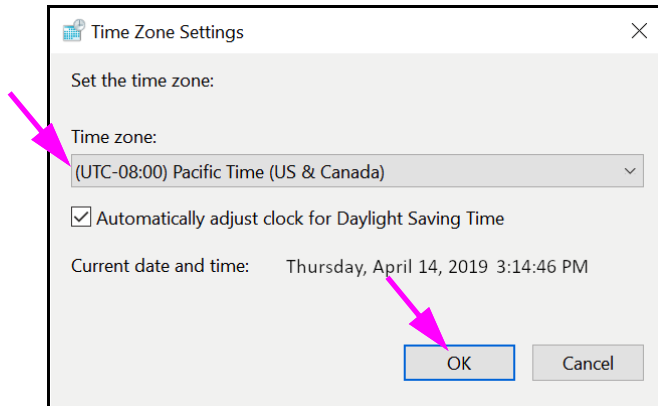 Time Zone Settings
Set the time zone:
Time zone:
(UTC-08:00) Pacific Time (US & Canada)
Automatically adjust clock for Daylight Saving Time
Current date and time: Thursday, April 14, 2019 3:14:46 PM
OK Cancel